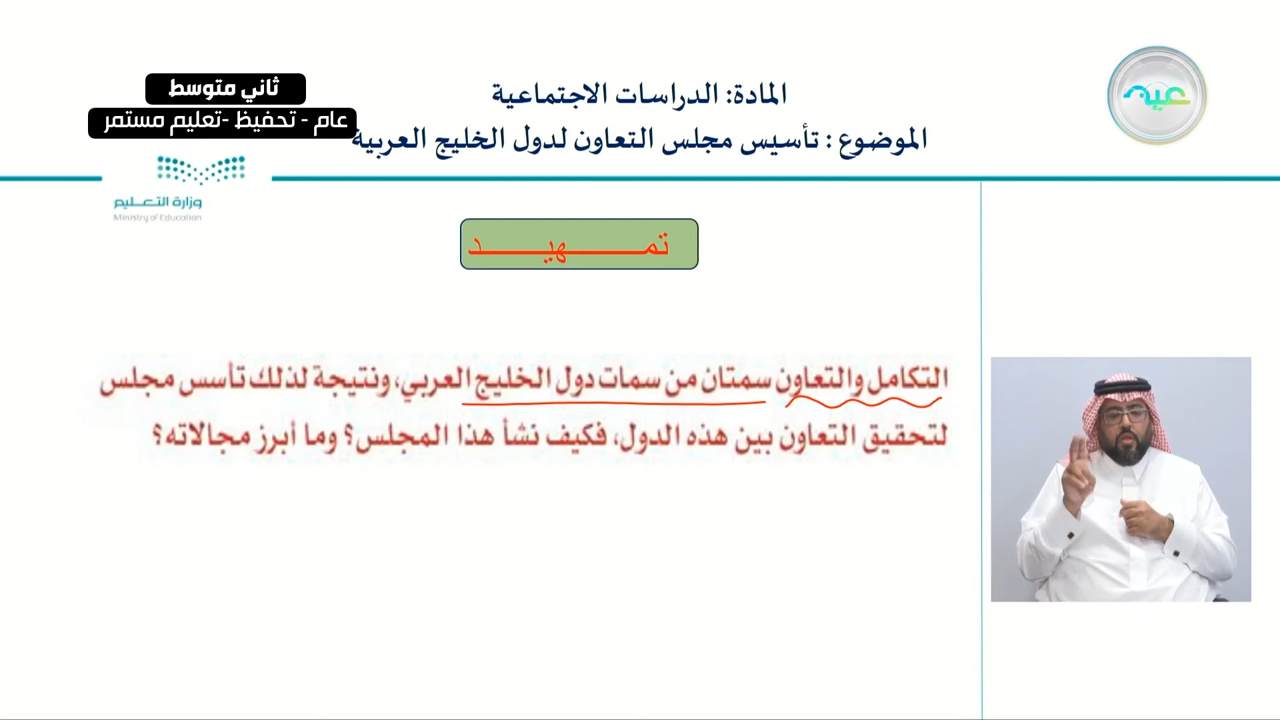 المادة: الدراسات الاجتماعية
الموضوع : تأسيس مجلس التعاون لدول الخليج العربية
عين
ثاني متوسط
عام - تحفيظ -تعليم مستمر
وزارة التعـــليم
Ministry of Education
تمـــــــهيـــــــد
التكامل والتعاون سمتان من سمات دول الخليج العربي، ونتيجة لذلك تأسس مجلس
لتحقيق التعاون بين هذه الدول، فكيف نشأ هذا المجلس؟ وما أبرز مجالاته؟